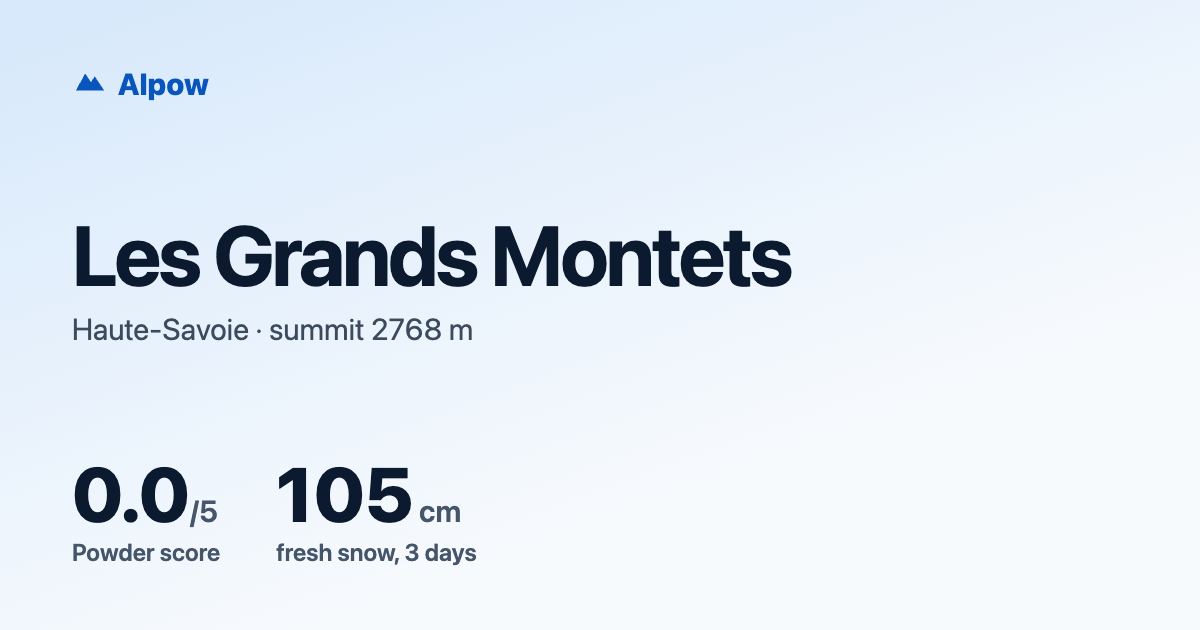 Alpow
Les Grands Montets
Haute-Savoie · summit 2768 m
0.0/5 105 cm
Powder score fresh snow, 3 days